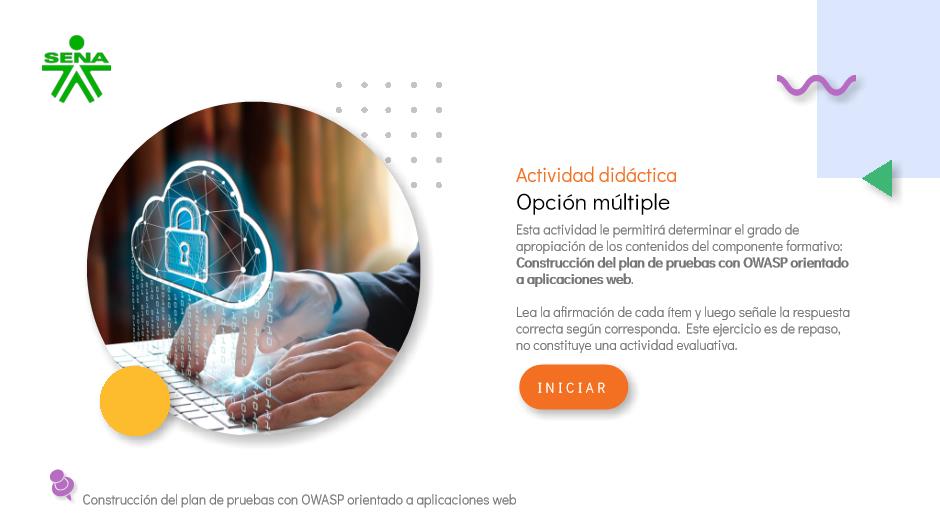 SENA
Actividad didáctica
Opción múltiple
Esta actividad le permitirá determinar el grado de
apropiación de los contenidos del componente formativo:
Construcción del plan de pruebas con OWASP orientado
a aplicaciones web.
Lea la afirmación de cada ítem y luego señale la respuesta
correcta según corresponda. Este ejercicio es de repaso,
no constituye una actividad evaluativa.
INICIAR
Construcción del plan de pruebas con OWASP orientado a aplicaciones web